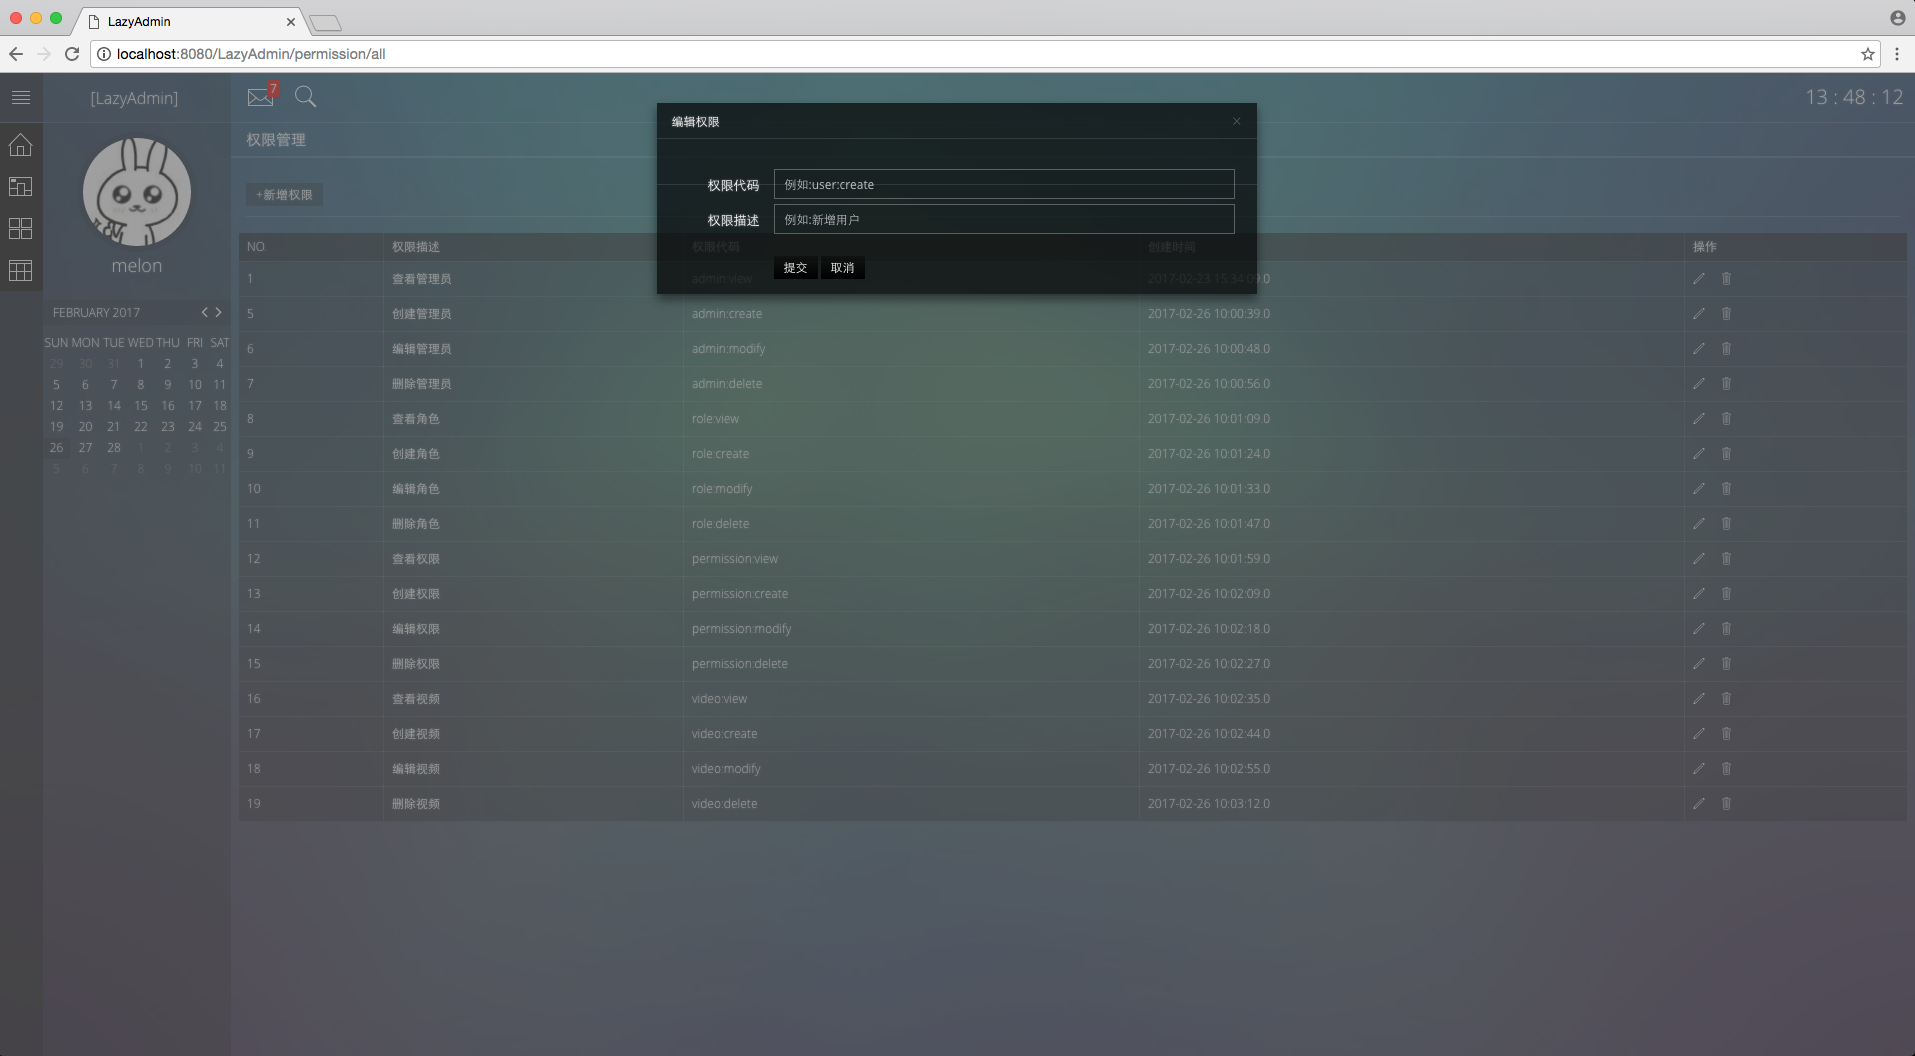 LazyAdmin
localhost:8080/LazyAdmin/permission/all
[LazyAdmin]
7
13 : 48 : 12
权限管理
melon
FEBRUARY 2017
SUN MON TUE WED THU FRI SAT
29 30 31 1 2 3 4
5 6 7 8 9 10 11
12 13 14 15 16 17 18
19 20 21 22 23 24 25
26 27 28 1 2 3 4
5 6 7 8 9 10 11
+新增权限
编辑权限 ×
权限代码 例如:user:create
权限描述 例如:新增用户
提交 取消
NO. 权限描述 权限代码 创建时间 操作
1 查看管理员 admin:view 2017-02-23 15:34:09.0
5 创建管理员 admin:create 2017-02-26 10:00:39.0
6 编辑管理员 admin:modify 2017-02-26 10:00:48.0
7 删除管理员 admin:delete 2017-02-26 10:00:56.0
8 查看角色 role:view 2017-02-26 10:01:09.0
9 创建角色 role:create 2017-02-26 10:01:24.0
10 编辑角色 role:modify 2017-02-26 10:01:33.0
11 删除角色 role:delete 2017-02-26 10:01:47.0
12 查看权限 permission:view 2017-02-26 10:01:59.0
13 创建权限 permission:create 2017-02-26 10:02:09.0
14 编辑权限 permission:modify 2017-02-26 10:02:18.0
15 删除权限 permission:delete 2017-02-26 10:02:27.0
16 查看视频 video:view 2017-02-26 10:02:35.0
17 创建视频 video:create 2017-02-26 10:02:44.0
18 编辑视频 video:modify 2017-02-26 10:02:55.0
19 删除视频 video:delete 2017-02-26 10:03:12.0